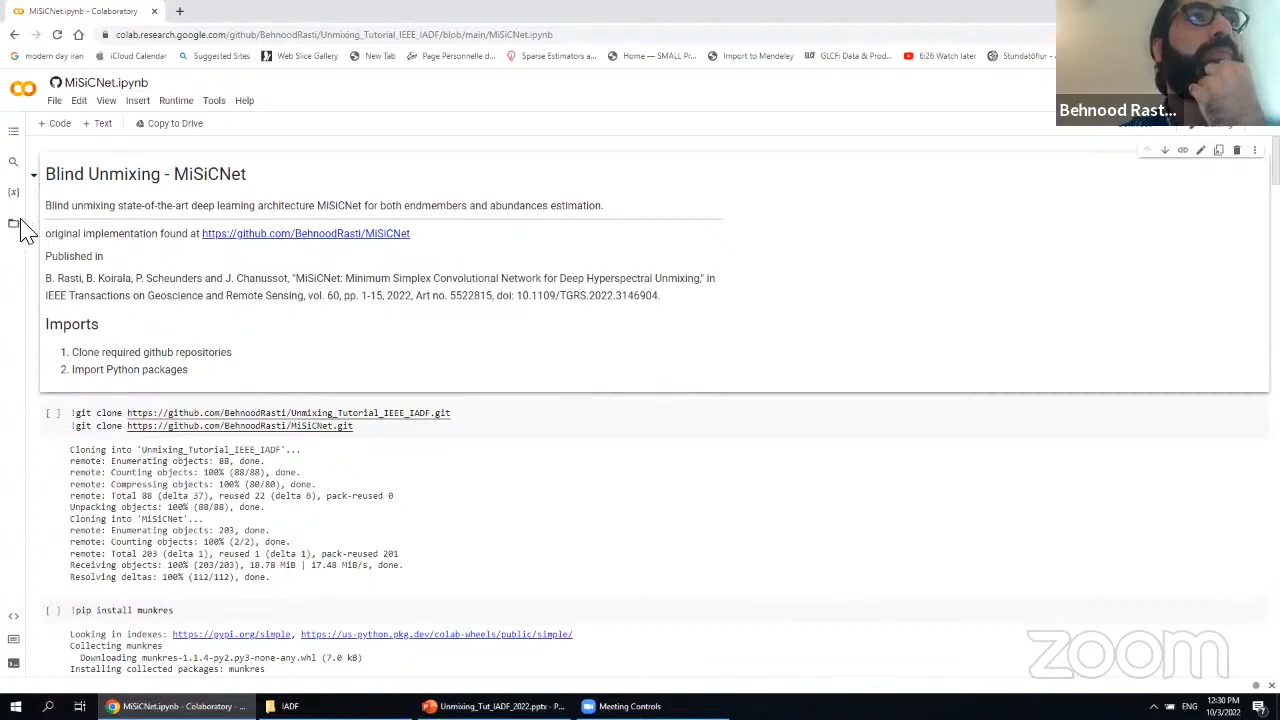 MiSiCNet.ipynb - Colaboratory
colab.research.google.com/github/BehnoodRasti/Unmixing_Tutorial_IEEE_IADF/blob/main/MiSiCNet.ipynb
modern day iran
iCloud Calendar
Suggested Sites
Web Slice Gallery
New Tab
Page Personnelle d...
Sparse Estimators a...
Home — SMALL Pr...
Import to Mendeley
GLCF: Data & Prod...
6:26 Watch later
Stundatöflur...
MiSiCNet.ipynb
File Edit View Insert Runtime Tools Help
+ Code + Text Copy to Drive
Behnood Rast...
Blind Unmixing - MiSiCNet
Blind unmixing state-of-the-art deep learning architecture MiSiCNet for both endmembers and abundances estimation.
original implementation found at https://github.com/BehnoodRasti/MiSiCNet
Published in
B. Rasti, B. Koirala, P. Scheunders and J. Chanussot, "MiSiCNet: Minimum Simplex Convolutional Network for Deep Hyperspectral Unmixing," in
IEEE Transactions on Geoscience and Remote Sensing, vol. 60, pp. 1-15, 2022, Art no. 5522815, doi: 10.1109/TGRS.2022.3146904.
Imports
1. Clone required github repositories
2. Import Python packages
[ ] !git clone https://github.com/BehnoodRasti/Unmixing_Tutorial_IEEE_IADF.git
!git clone https://github.com/BehnoodRasti/MiSiCNet.git
Cloning into 'Unmixing_Tutorial_IEEE_IADF'...
remote: Enumerating objects: 88, done.
remote: Counting objects: 100% (88/88), done.
remote: Compressing objects: 100% (80/80), done.
remote: Total 88 (delta 37), reused 22 (delta 6), pack-reused 0
Unpacking objects: 100% (88/88), done.
Cloning into 'MiSiCNet'...
remote: Enumerating objects: 203, done.
remote: Counting objects: 100% (2/2), done.
remote: Total 203 (delta 1), reused 1 (delta 1), pack-reused 201
Receiving objects: 100% (203/203), 18.78 MiB | 17.48 MiB/s, done.
Resolving deltas: 100% (112/112), done.
[ ] !pip install munkres
Looking in indexes: https://pypi.org/simple, https://us-python.pkg.dev/colab-wheels/public/simple/
Collecting munkres
Downloading munkres-1.1.4-py2.py3-none-any.whl (7.0 kB)
Installing collected packages: munkres
zoom
MiSiCNet.ipynb - Colaboratory - ...
IADF
Unmixing_Tut_IADF_2022.pptx - P...
Meeting Controls
ENG
12:30 PM
10/3/2022